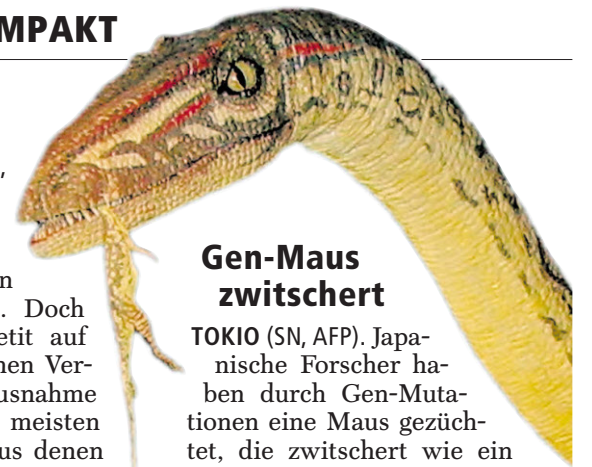 MPAKT
,
n
. Doch
etit auf
nen Ver-
usnahme
meisten
us denen
Gen-Maus
zwitschert
TOKIO (SN, AFP). Japa-
nische Forscher ha-
ben durch Gen-Muta-
tionen eine Maus gezüch-
tet, die zwitschert wie ein